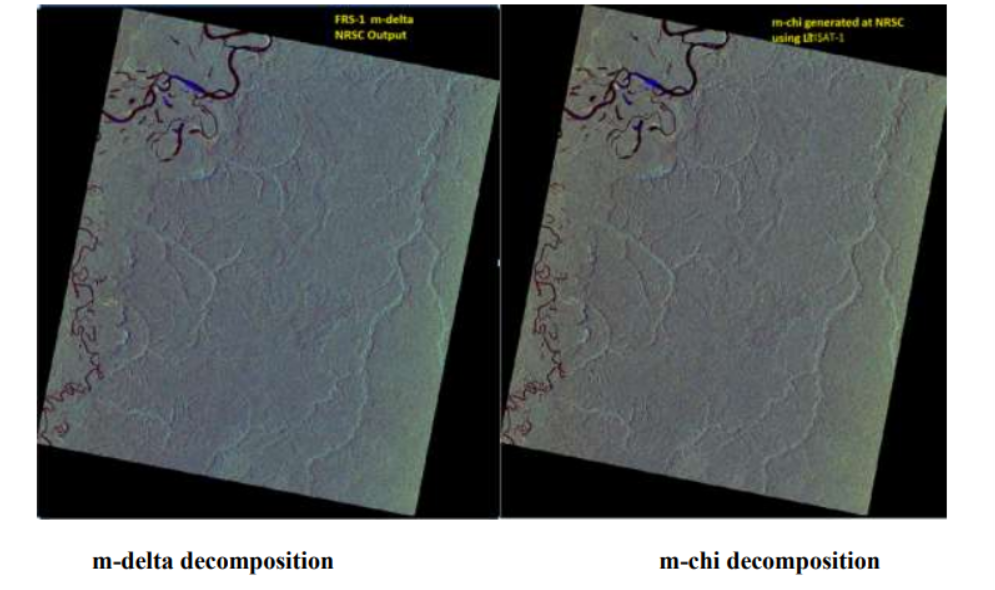 FRS-1 m-delta
NRSC Output
m-chi generated at NRSC
using
m-delta decomposition
m-chi decomposition